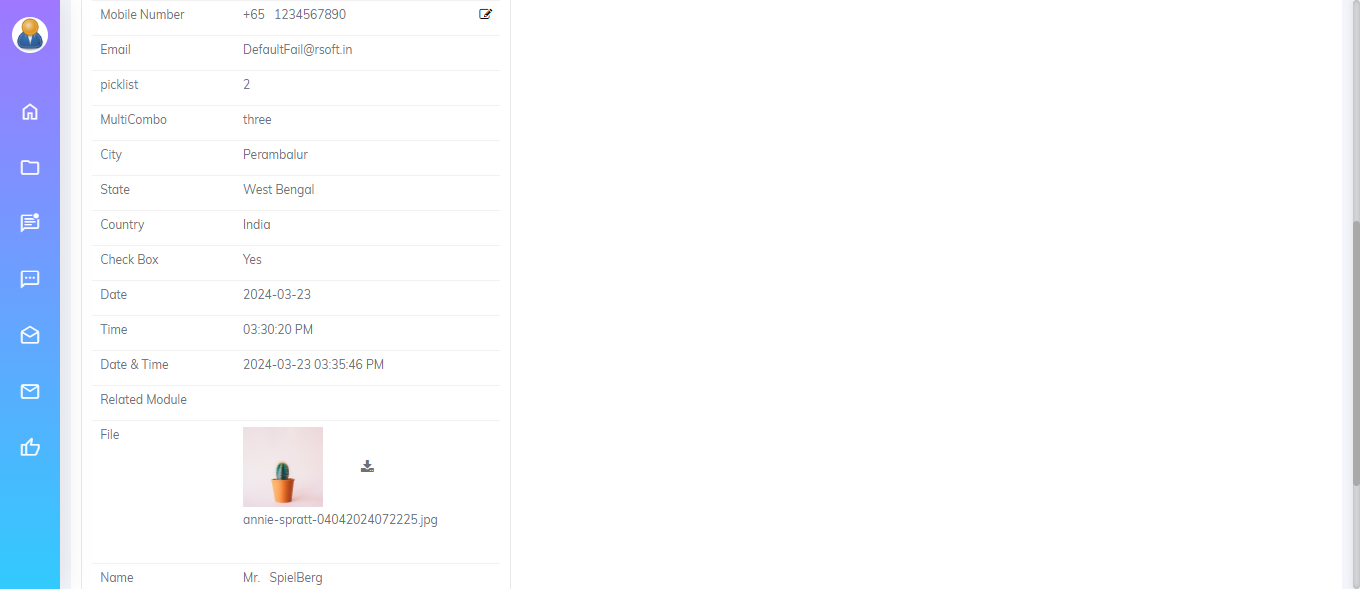 Mobile Number +65 1234567890
Email DefaultFail@rsoft.in
picklist 2
MultiCombo three
City Perambalur
State West Bengal
Country India
Check Box Yes
Date 2024-03-23
Time 03:30:20 PM
Date & Time 2024-03-23 03:35:46 PM
Related Module
File
annie-spratt-04042024072225.jpg
Name Mr. SpielBerg